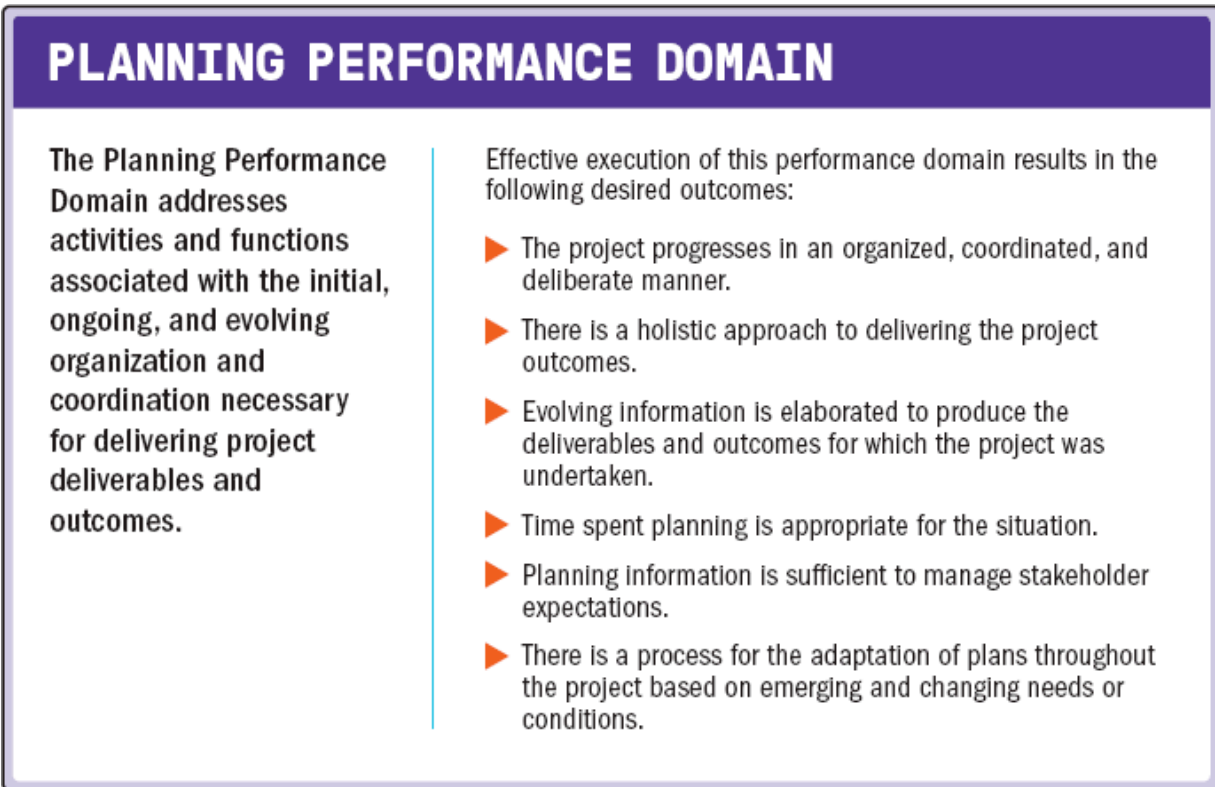 PLANNING PERFORMANCE DOMAIN
The Planning Performance
Domain addresses
activities and functions
associated with the initial,
ongoing, and evolving
organization and
coordination necessary
for delivering project
deliverables and
outcomes.
Effective execution of this performance domain results in the
following desired outcomes:
The project progresses in an organized, coordinated, and
deliberate manner.
There is a holistic approach to delivering the project
outcomes.
Evolving information is elaborated to produce the
deliverables and outcomes for which the project was
undertaken.
Time spent planning is appropriate for the situation.
Planning information is sufficient to manage stakeholder
expectations.
There is a process for the adaptation of plans throughout
the project based on emerging and changing needs or
conditions.